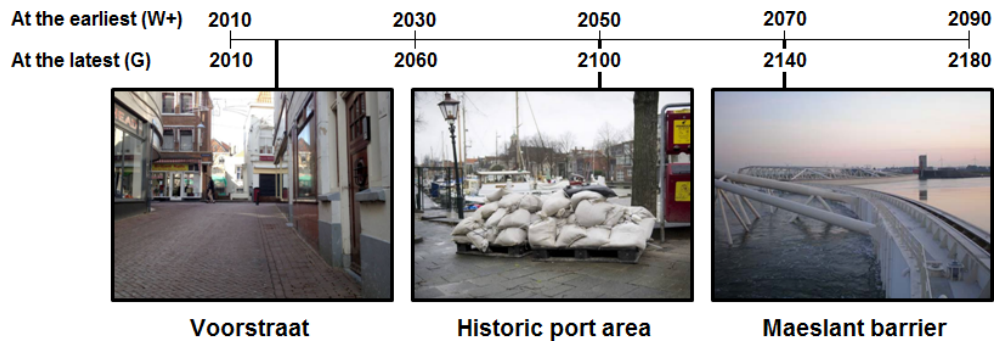 At the earliest (W+) 2010 2030 2050 2070 2090
At the latest (G) 2010 2060 2100 2140 2180
Voorstraat Historic port area Maeslant barrier